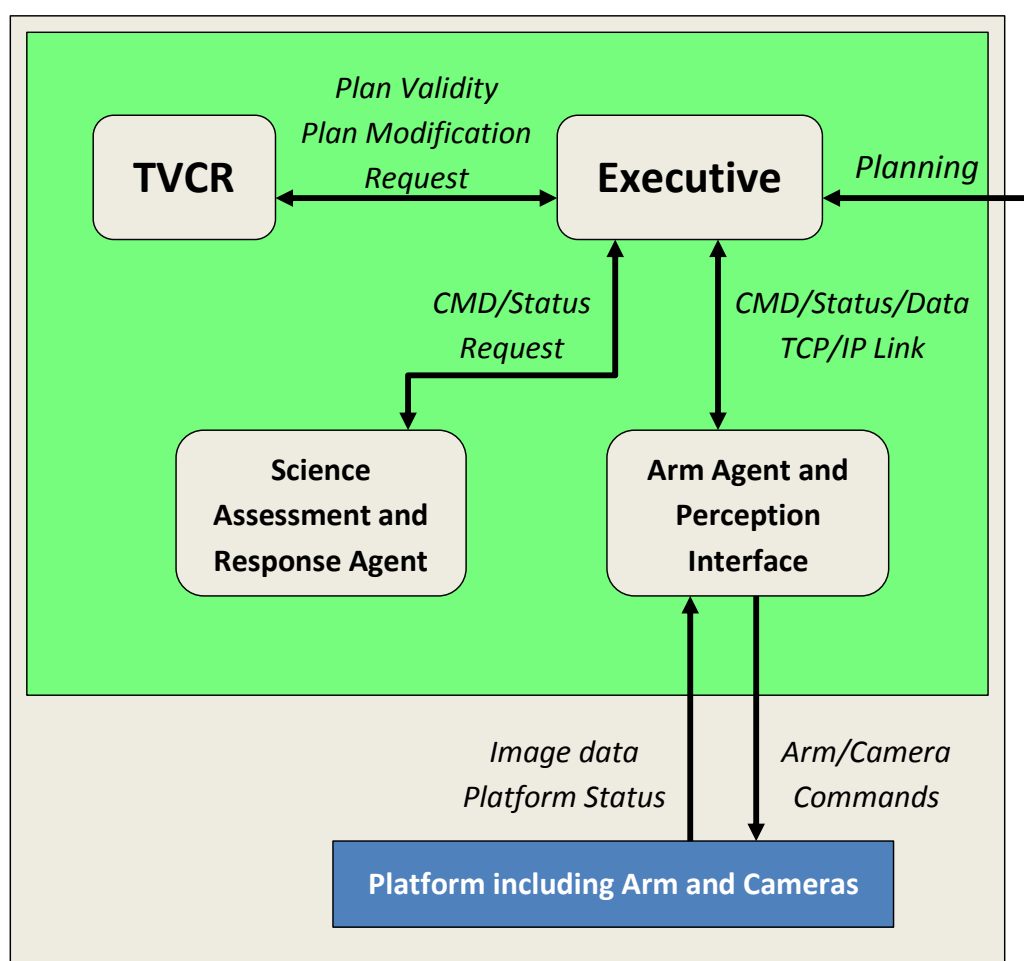 Plan Validity
Plan Modification
Request
TVCR
Executive
Planning
CMD/Status
Request
CMD/Status/Data
TCP/IP Link
Science
Assessment and
Response Agent
Arm Agent and
Perception
Interface
Image data
Platform Status
Arm/Camera
Commands
Platform including Arm and Cameras